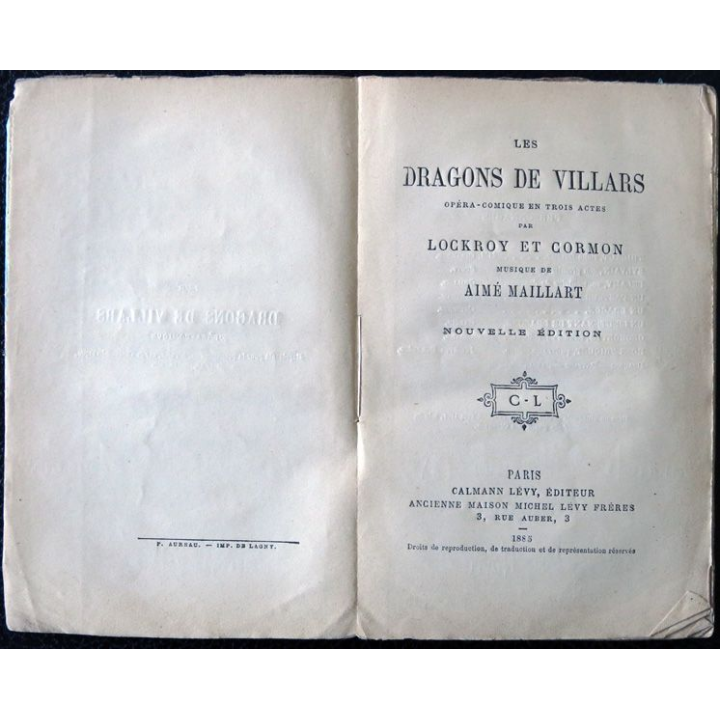 F. AUREAU. — IMP. DE LAGNY.
LES
DRAGONS DE VILLARS
OPÉRA-COMIQUE EN TROIS ACTES
PAR
LOCKROY ET CORMON
MUSIQUE DE
AIMÉ MAILLART
NOUVELLE ÉDITION
C-L
PARIS
CALMANN LÉVY, ÉDITEUR
ANCIENNE MAISON MICHEL LÉVY FRÈRES
3, RUE AUBER, 3
1885
Droits de reproduction, de traduction et de représentation réservés